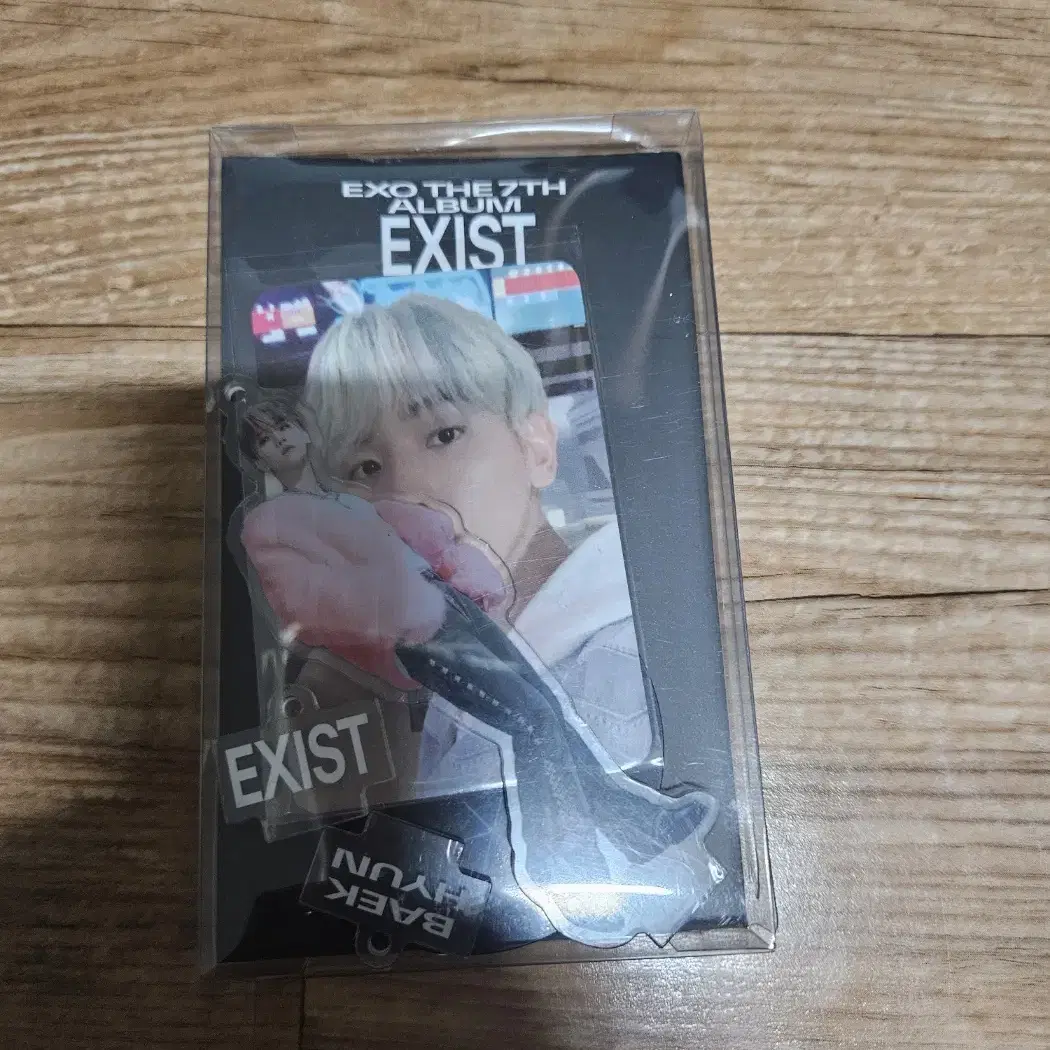 EXO THE 7TH
ALBUM
EXIST
EXIST
BAEK
HYUN